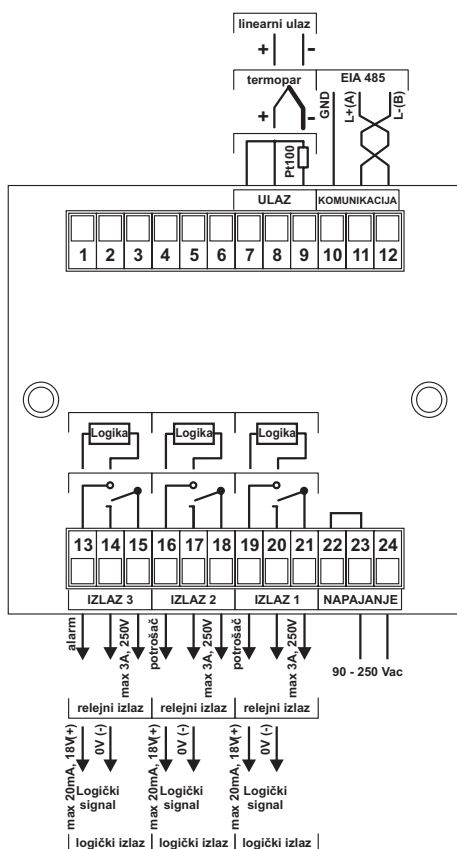 linearni ulaz
+ -
termopar EIA 485
+ -
GND L+(A) L-(B)
Pt100
ULAZ KOMUNIKACIJA
1 2 3 4 5 6 7 8 9 10 11 12
Logika Logika Logika
13 14 15 16 17 18 19 20 21 22 23 24
IZLAZ 3 IZLAZ 2 IZLAZ 1 NAPAJANJE
alarm max 3A, 250V potrošač max 3A, 250V potrošač max 3A, 250V
90 - 250 Vac
relejni izlaz relejni izlaz relejni izlaz
max 20mA, 18V(+) 0V (-) max 20mA, 18V(+) 0V (-) max 20mA, 18V(+) 0V (-)
Logički Logički Logički
signal signal signal
logički izlaz logički izlaz logički izlaz